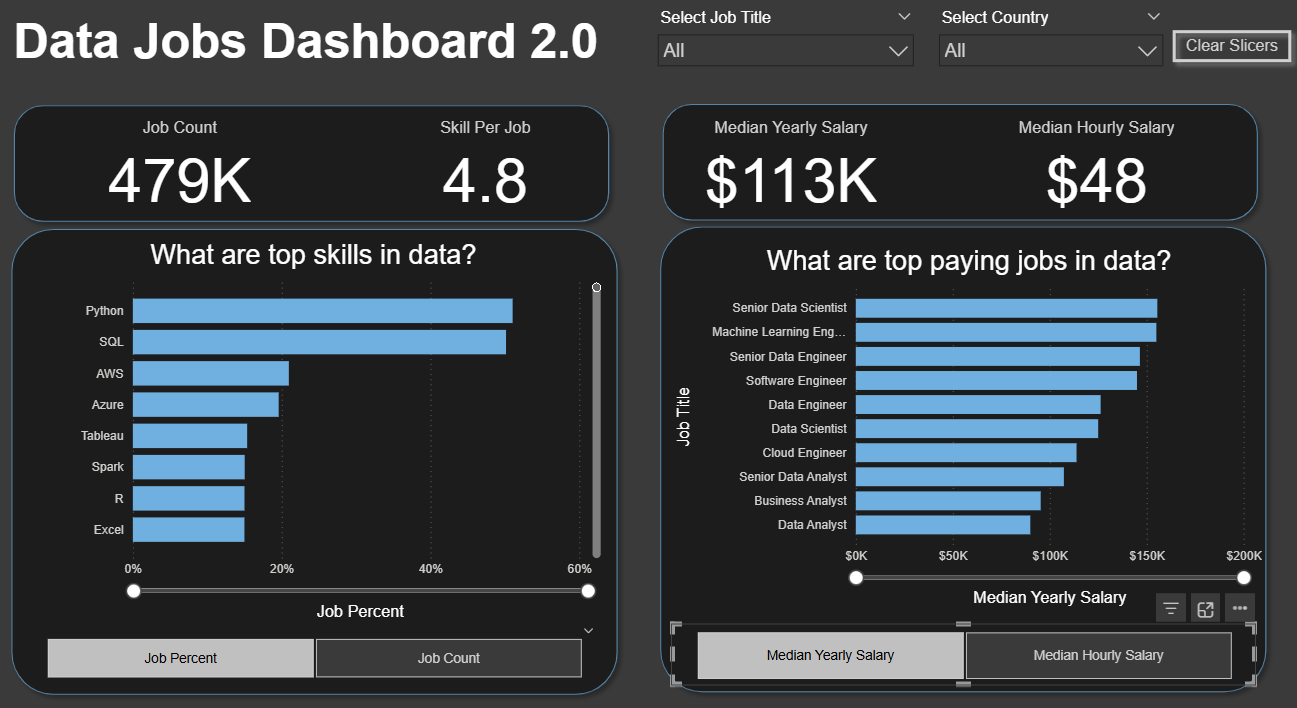 Data Jobs Dashboard 2.0
Select Job Title
All
Select Country
All
Clear Slicers
Job Count
479K
Skill Per Job
4.8
Median Yearly Salary
$113K
Median Hourly Salary
$48
What are top skills in data?
Python
SQL
AWS
Azure
Tableau
Spark
R
Excel
0% 20% 40% 60%
Job Percent
Job Percent
Job Count
What are top paying jobs in data?
Job Title
Senior Data Scientist
Machine Learning Eng...
Senior Data Engineer
Software Engineer
Data Engineer
Data Scientist
Cloud Engineer
Senior Data Analyst
Business Analyst
Data Analyst
$0K $50K $100K $150K $200K
Median Yearly Salary
Median Yearly Salary
Median Hourly Salary